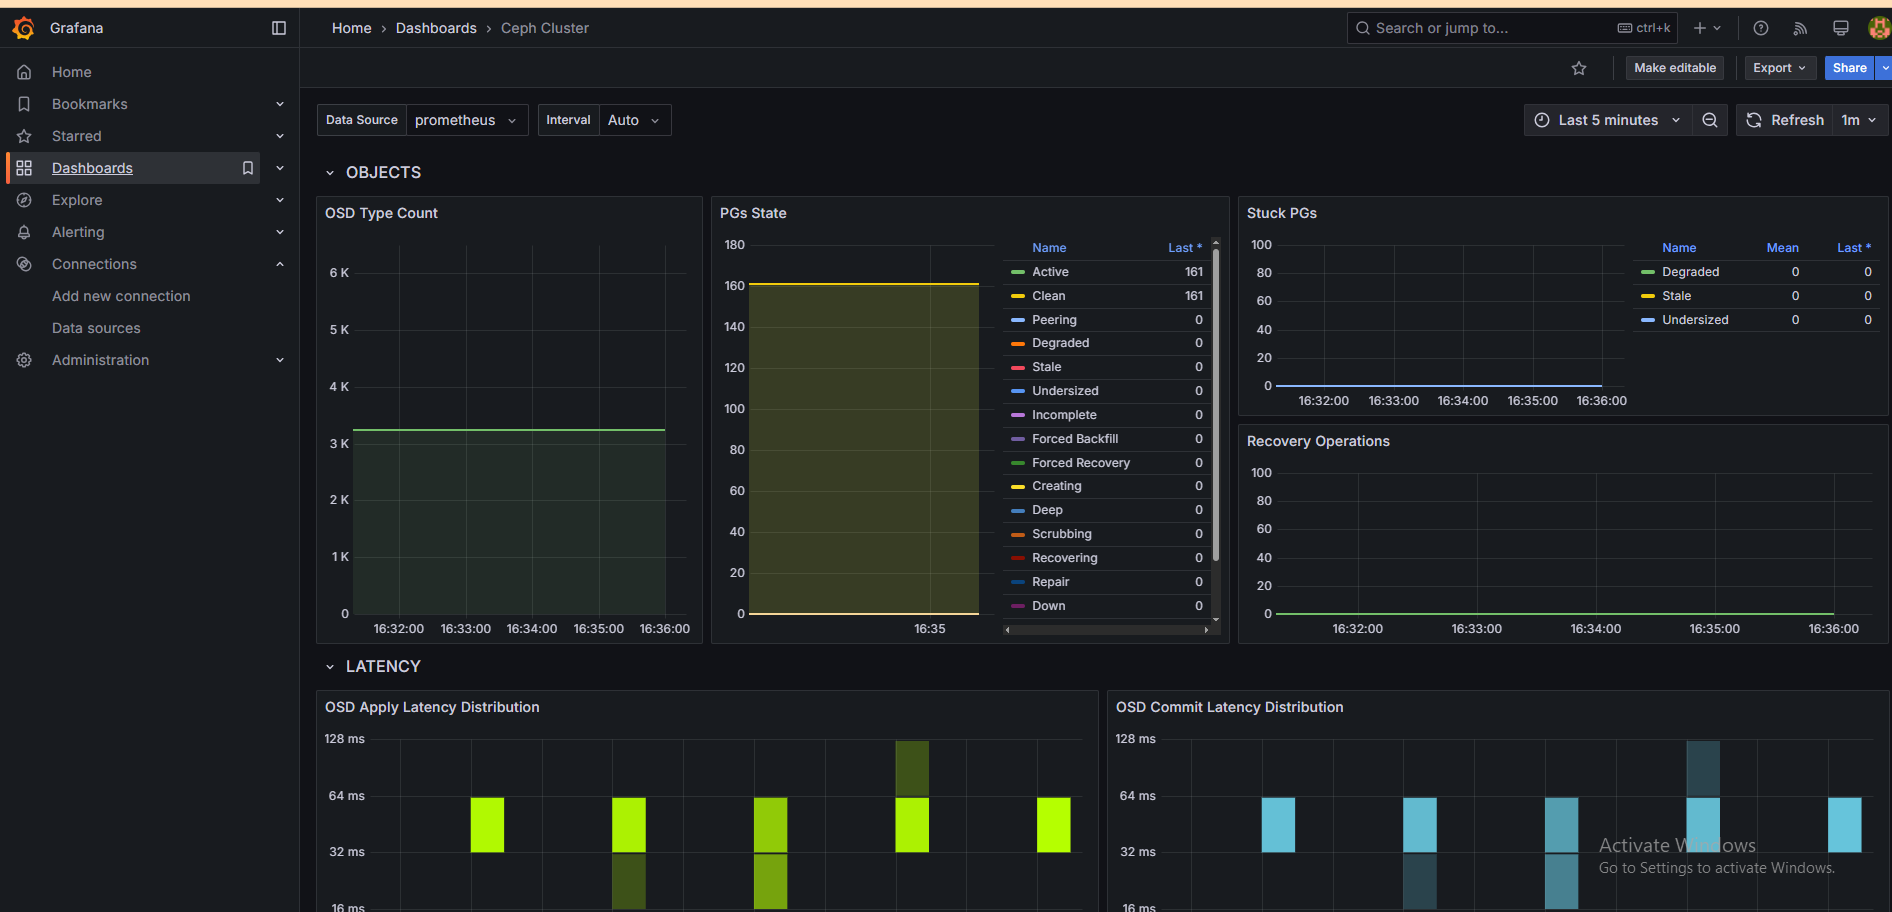 Grafana
Home
Bookmarks
Starred
Dashboards
Explore
Alerting
Connections
Add new connection
Data sources
Administration
Home › Dashboards › Ceph Cluster
Search or jump to... ctrl+k
Make editable Export Share
Data Source prometheus Interval Auto
Last 5 minutes Refresh 1m
OBJECTS
OSD Type Count
6 K
5 K
4 K
3 K
2 K
1 K
0
16:32:00 16:33:00 16:34:00 16:35:00 16:36:00
PGs State
180
160
140
120
100
80
60
40
20
0
16:35
Name Last *
Active 161
Clean 161
Peering 0
Degraded 0
Stale 0
Undersized 0
Incomplete 0
Forced Backfill 0
Forced Recovery 0
Creating 0
Deep 0
Scrubbing 0
Recovering 0
Repair 0
Down 0
Stuck PGs
100
80
60
40
20
0
16:32:00 16:33:00 16:34:00 16:35:00 16:36:00
Name Mean Last *
Degraded 0 0
Stale 0 0
Undersized 0 0
Recovery Operations
100
80
60
40
20
0
16:32:00 16:33:00 16:34:00 16:35:00 16:36:00
LATENCY
OSD Apply Latency Distribution
128 ms
64 ms
32 ms
16 ms
OSD Commit Latency Distribution
128 ms
64 ms
32 ms
16 ms
Activate Windows
Go to Settings to activate Windows.